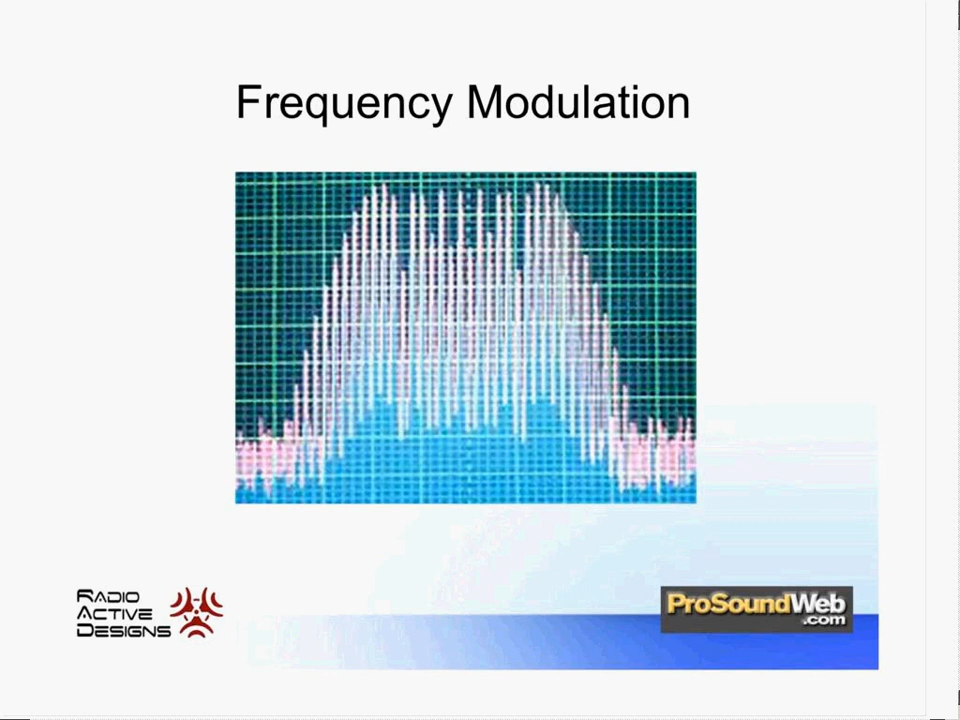 Frequency Modulation
RADIO
ACTIVE
DESIGNS
ProSoundWeb
.com